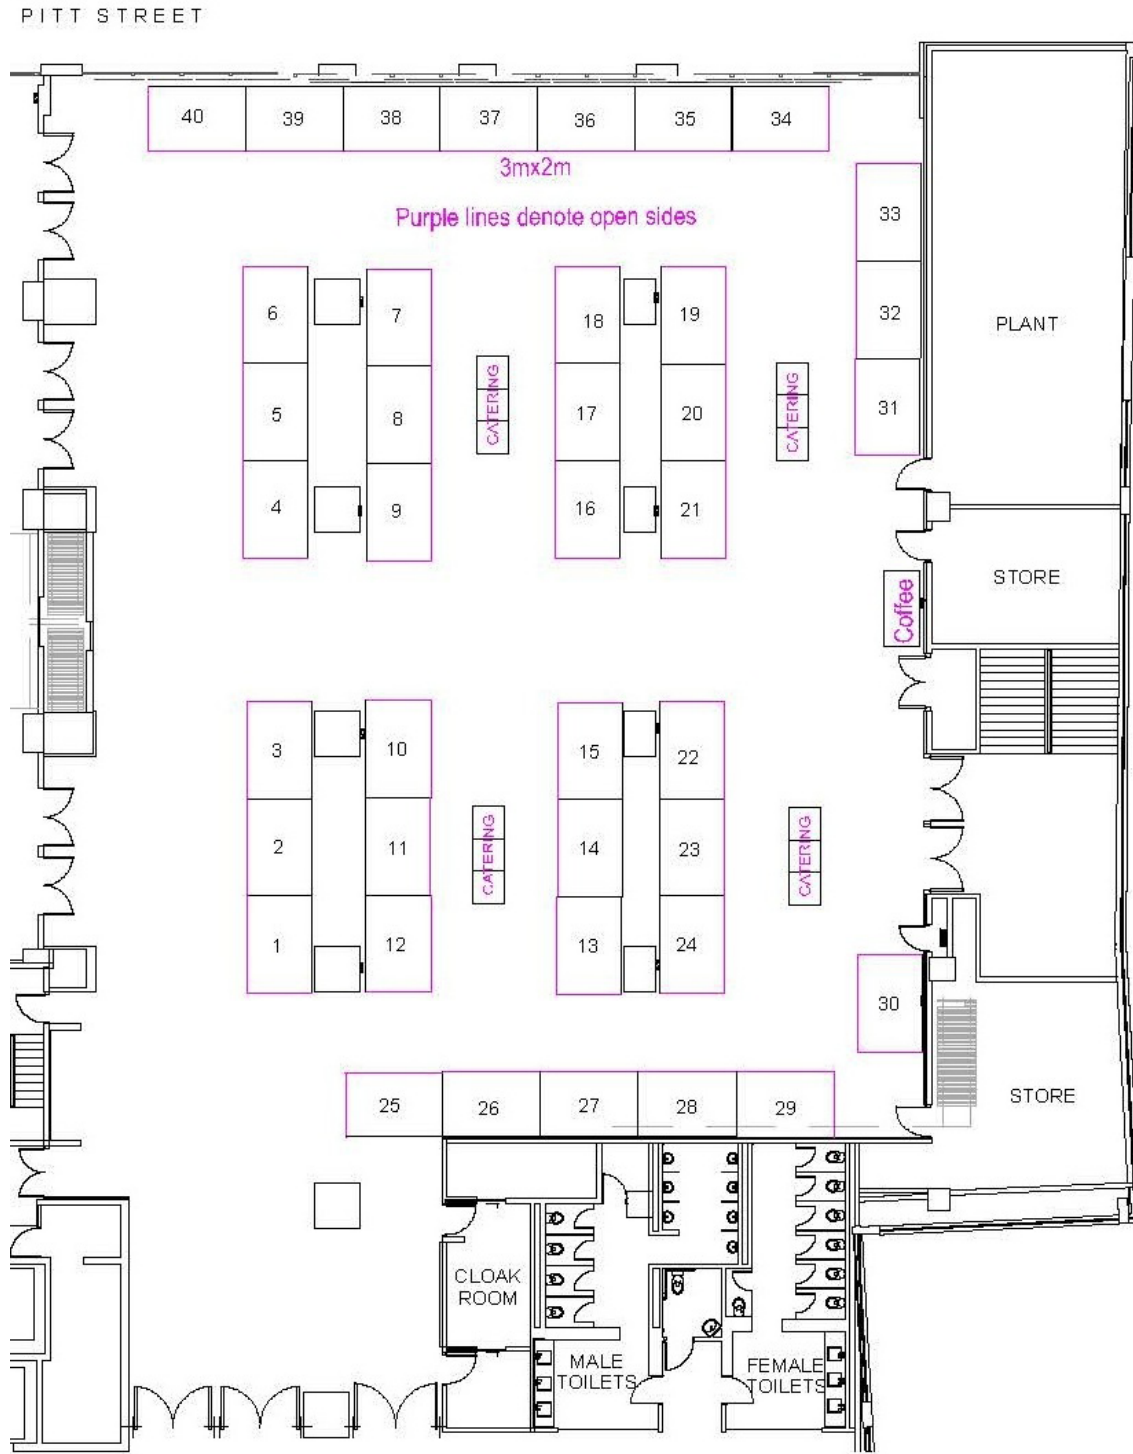 PITT STREET
40 39 38 37 36 35 34
3mx2m
Purple lines denote open sides
33
6 7 18 19 32 PLANT
5 8 CATERING 17 20 CATERING 31
4 9 16 21
STORE
Coffee
3 10 15 22
2 11 CATERING 14 23 CATERING
1 12 13 24
30
STORE
25 26 27 28 29
CLOAK
ROOM
MALE
TOILETS
FEMALE
TOILETS